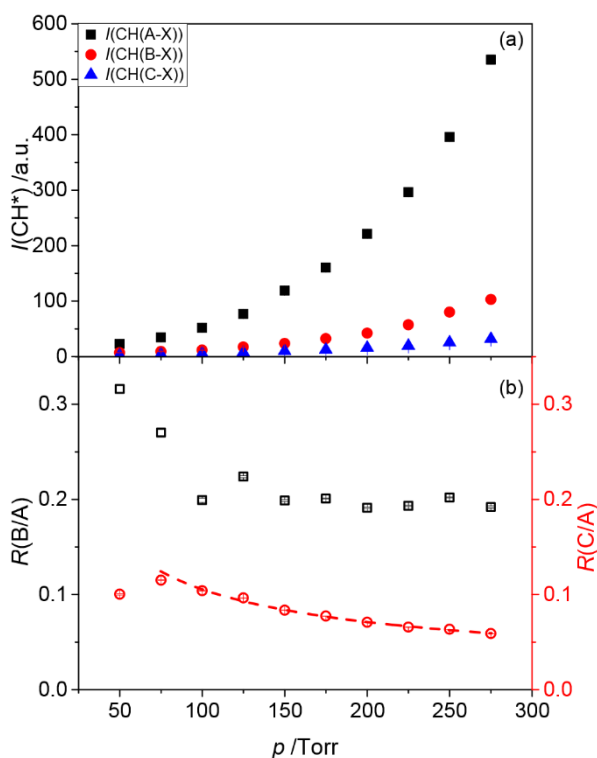 600
(a)
I(CH(A-X))
I(CH(B-X))
I(CH(C-X))
500
400
300
200
100
0
I(CH*) /a.u.
(b)
0.3
0.2
0.1
0.0
R(B/A)
0.3
0.2
0.1
0.0
R(C/A)
50 100 150 200 250 300
p /Torr